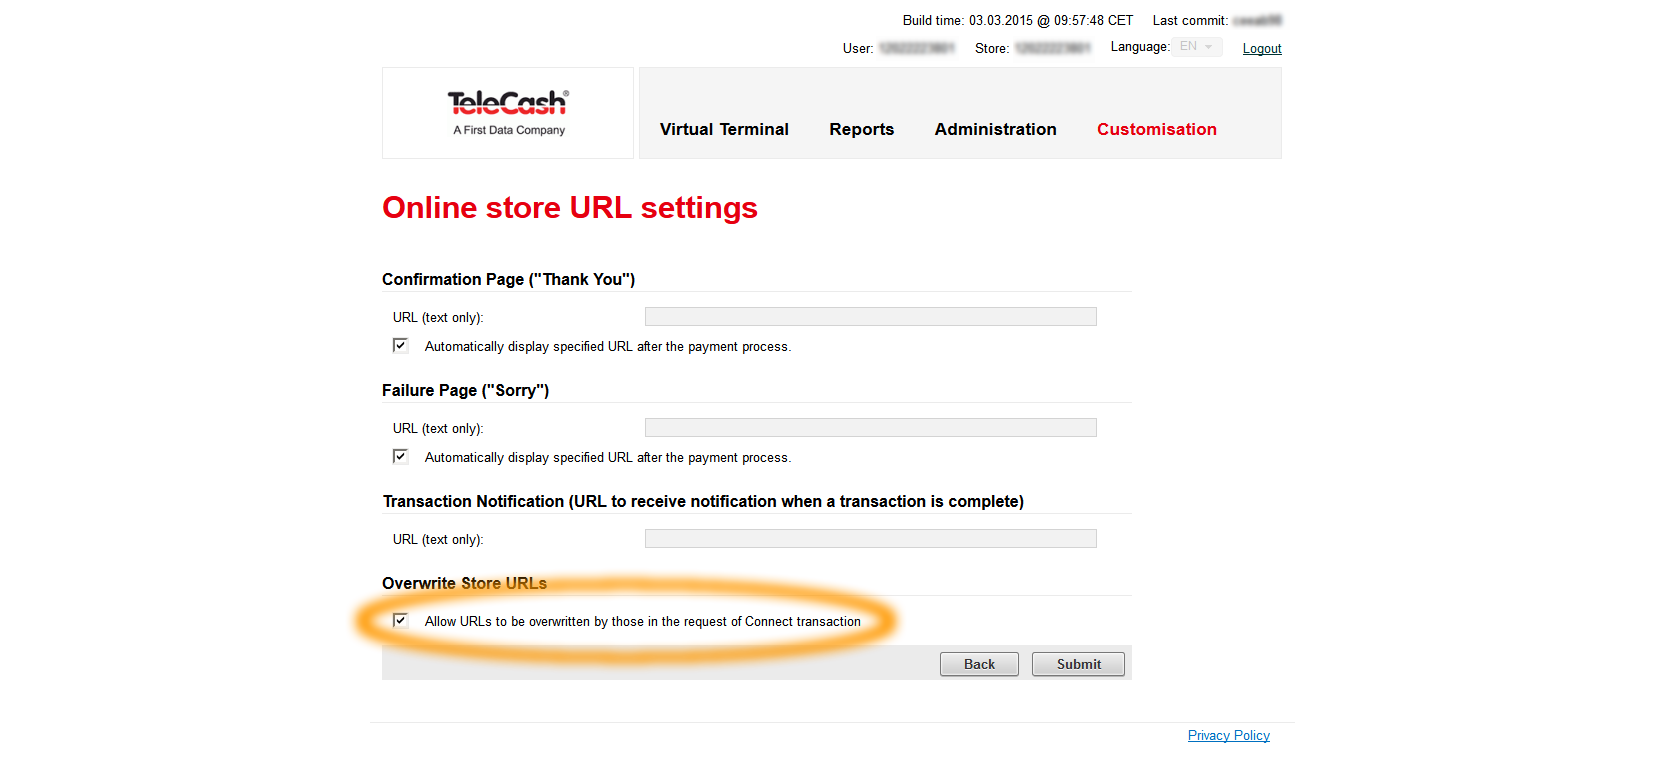 Build time: 03.03.2015 @ 09:57:48 CET Last commit:
User: Store: Language: EN Logout
TeleCash®
A First Data Company
Virtual Terminal Reports Administration Customisation
Online store URL settings
Confirmation Page ("Thank You")
URL (text only):
Automatically display specified URL after the payment process.
Failure Page ("Sorry")
URL (text only):
Automatically display specified URL after the payment process.
Transaction Notification (URL to receive notification when a transaction is complete)
URL (text only):
Overwrite Store URLs
Allow URLs to be overwritten by those in the request of Connect transaction
Back Submit
Privacy Policy